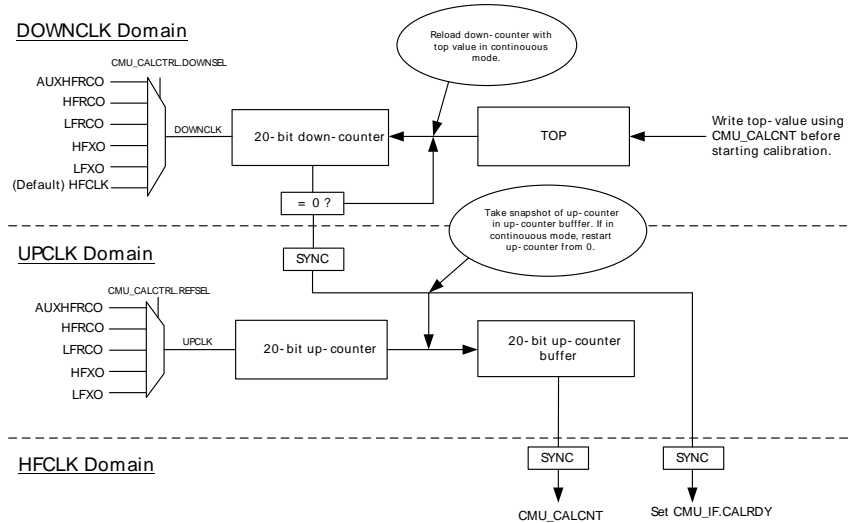 DOWNCLK Domain
CMU_CALCTRL.DOWNSEL
AUXHFRCO
HFRCO
LFRCO
HFXO
LFXO
(Default) HFCLK
DOWNCLK
20-bit down-counter
Reload down-counter with
top value in continouous
mode.
TOP
Write top-value using
CMU_CALCNT before
starting calibration.
= 0 ?
SYNC
Take snapshot of up-counter
in up-counter bufffer. If in
continouous mode, restart
up-counter from 0.
UPCLK Domain
CMU_CALCTRL.REFSEL
AUXHFRCO
HFRCO
LFRCO
HFXO
LFXO
UPCLK
20-bit up-counter
20-bit up-counter
buffer
HFCLK Domain
SYNC
SYNC
CMU_CALCNT
Set CMU_IF.CALRDY